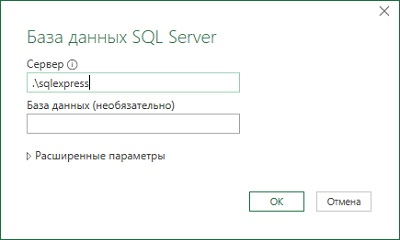 База данных SQL Server
Сервер
.\sqlexpress
База данных (необязательно)
Расширенные параметры
ОК
Отмена